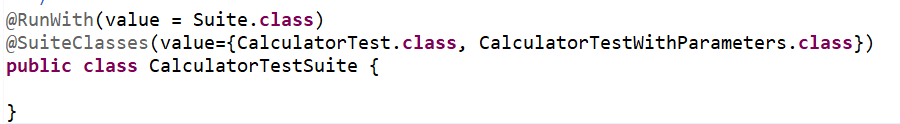 @RunWith(value = Suite.class)
@SuiteClasses(value={CalculatorTest.class, CalculatorTestWithParameters.class})
public class CalculatorTestSuite {
}